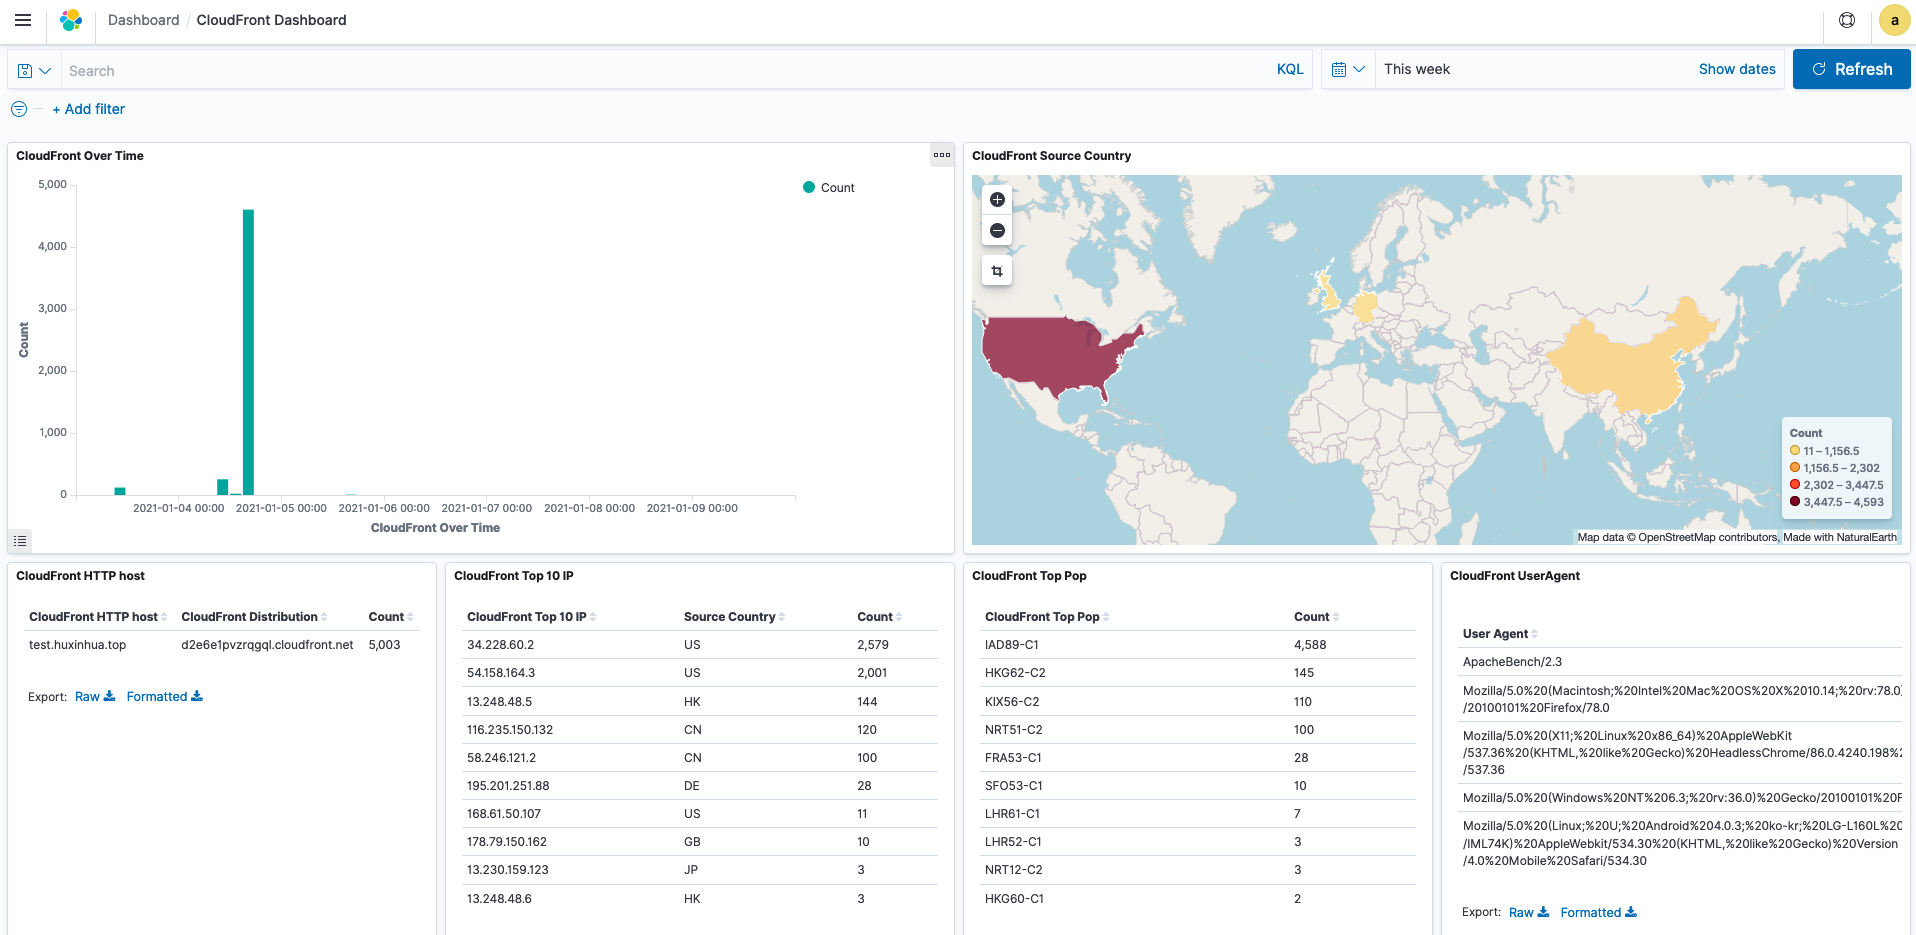 Dashboard / CloudFront Dashboard
a
Search
KQL
This week
Show dates
Refresh
+ Add filter
CloudFront Over Time
5,000
4,000
3,000
2,000
1,000
0
Count
Count
2021-01-04 00:00
2021-01-05 00:00
2021-01-06 00:00
2021-01-07 00:00
2021-01-08 00:00
2021-01-09 00:00
CloudFront Over Time
CloudFront Source Country
Count
11 – 1,156.5
1,156.5 – 2,302
2,302 – 3,447.5
3,447.5 – 4,593
Map data © OpenStreetMap contributors, Made with NaturalEarth
CloudFront HTTP host
CloudFront HTTP host CloudFront Distribution Count
test.huxinhua.top d2e6e1pvzrqgql.cloudfront.net 5,003
Export: Raw Formatted
CloudFront Top 10 IP
CloudFront Top 10 IP Source Country Count
34.228.60.2 US 2,579
54.158.164.3 US 2,001
13.248.48.5 HK 144
116.235.150.132 CN 120
58.246.121.2 CN 100
195.201.251.88 DE 28
168.61.50.107 US 11
178.79.150.162 GB 10
13.230.159.123 JP 3
13.248.48.6 HK 3
CloudFront Top Pop
CloudFront Top Pop Count
IAD89-C1 4,588
HKG62-C2 145
KIX56-C2 110
NRT51-C2 100
FRA53-C1 28
SFO53-C1 10
LHR61-C1 7
LHR52-C1 3
NRT12-C2 3
HKG60-C1 2
CloudFront UserAgent
User Agent
ApacheBench/2.3
Mozilla/5.0%20(Macintosh;%20Intel%20Mac%20OS%20X%2010.14;%20rv:78.0)
/20100101%20Firefox/78.0
Mozilla/5.0%20(X11;%20Linux%20x86_64)%20AppleWebKit
/537.36%20(KHTML,%20like%20Gecko)%20HeadlessChrome/86.0.4240.198%2
/537.36
Mozilla/5.0%20(Windows%20NT%206.3;%20rv:36.0)%20Gecko/20100101%20F
Mozilla/5.0%20(Linux;%20U;%20Android%204.0.3;%20ko-kr;%20LG-L160L%20
/IML74K)%20AppleWebkit/534.30%20(KHTML,%20like%20Gecko)%20Version
/4.0%20Mobile%20Safari/534.30
Export: Raw Formatted